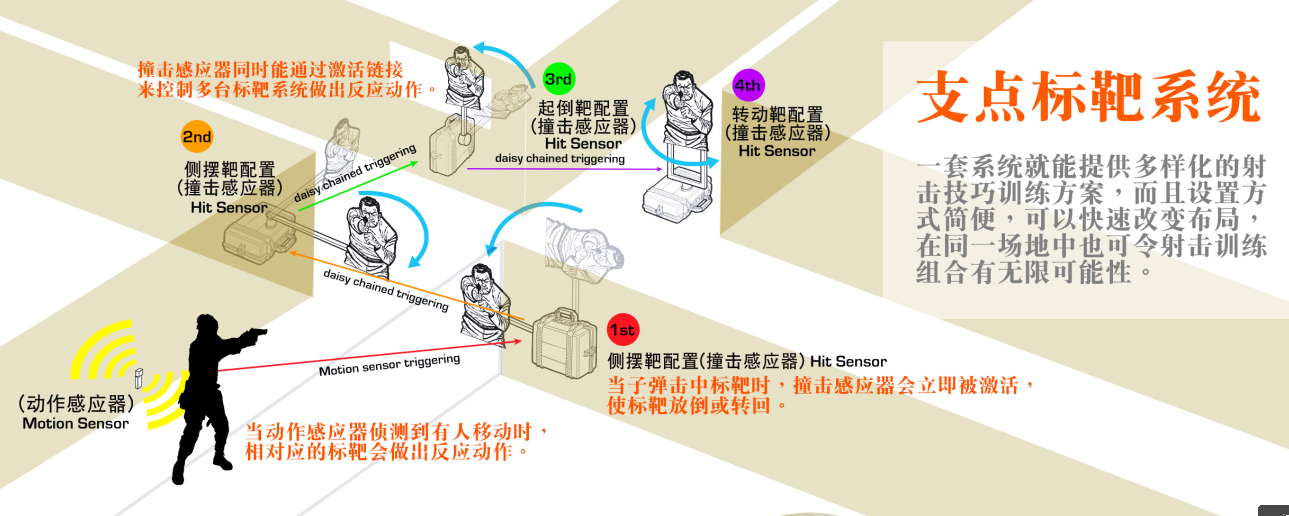 支点标靶系统
一套系统就能提供多样化的射
击技巧训练方案，而且设置方
式简便，可以快速改变布局，
在同一场地中也可令射击训练
组合有无限可能性。
撞击感应器同时能通过激活链接
来控制多台标靶系统做出反应动作。
2nd
侧摆靶配置
(撞击感应器)
Hit Sensor
daisy chained triggering
3rd
起倒靶配置
(撞击感应器)
Hit Sensor
daisy chained triggering
4th
转动靶配置
(撞击感应器)
Hit Sensor
daisy chained triggering
1st
侧摆靶配置(撞击感应器) Hit Sensor
当子弹击中标靶时，撞击感应器会立即被激活，
使标靶放倒或转回。
Motion sensor triggering
(动作感应器)
Motion Sensor
当动作感应器侦测到有人移动时，
相对应的标靶会做出反应动作。